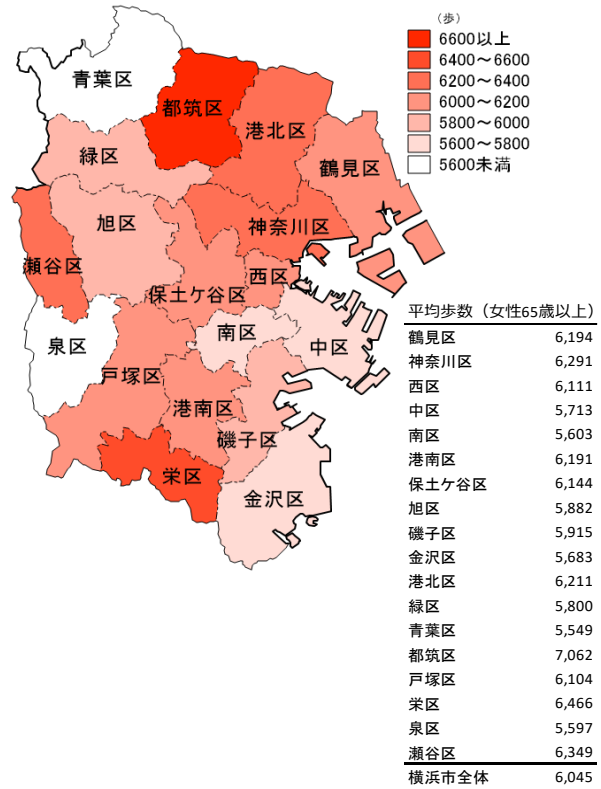 (歩)
6600以上
6400～6600
6200～6400
6000～6200
5800～6000
5600～5800
5600未満
青葉区
都筑区
港北区
緑区
鶴見区
旭区
神奈川区
瀬谷区
西区
保土ケ谷区
南区
中区
泉区
戸塚区
港南区
磯子区
栄区
金沢区
平均歩数（女性65歳以上）
鶴見区 6,194
神奈川区 6,291
西区 6,111
中区 5,713
南区 5,603
港南区 6,191
保土ケ谷区 6,144
旭区 5,882
磯子区 5,915
金沢区 5,683
港北区 6,211
緑区 5,800
青葉区 5,549
都筑区 7,062
戸塚区 6,104
栄区 6,466
泉区 5,597
瀬谷区 6,349
横浜市全体 6,045